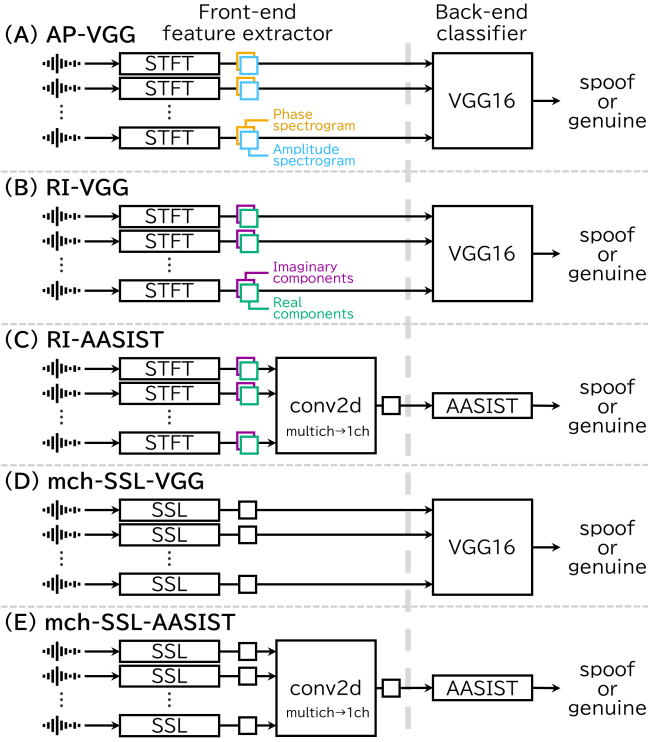 Front-end
feature extractor
Back-end
classifier
(A) AP-VGG
STFT
STFT
⋮ ⋮
STFT
Phase
spectrogram
Amplitude
spectrogram
VGG16
spoof
or
genuine
(B) RI-VGG
STFT
STFT
⋮ ⋮
STFT
Imaginary
components
Real
components
VGG16
spoof
or
genuine
(C) RI-AASIST
STFT
STFT
⋮ ⋮
STFT
conv2d
multich→1ch
AASIST
spoof
or
genuine
(D) mch-SSL-VGG
SSL
SSL
⋮ ⋮
SSL
VGG16
spoof
or
genuine
(E) mch-SSL-AASIST
SSL
SSL
⋮ ⋮
SSL
conv2d
multich→1ch
AASIST
spoof
or
genuine